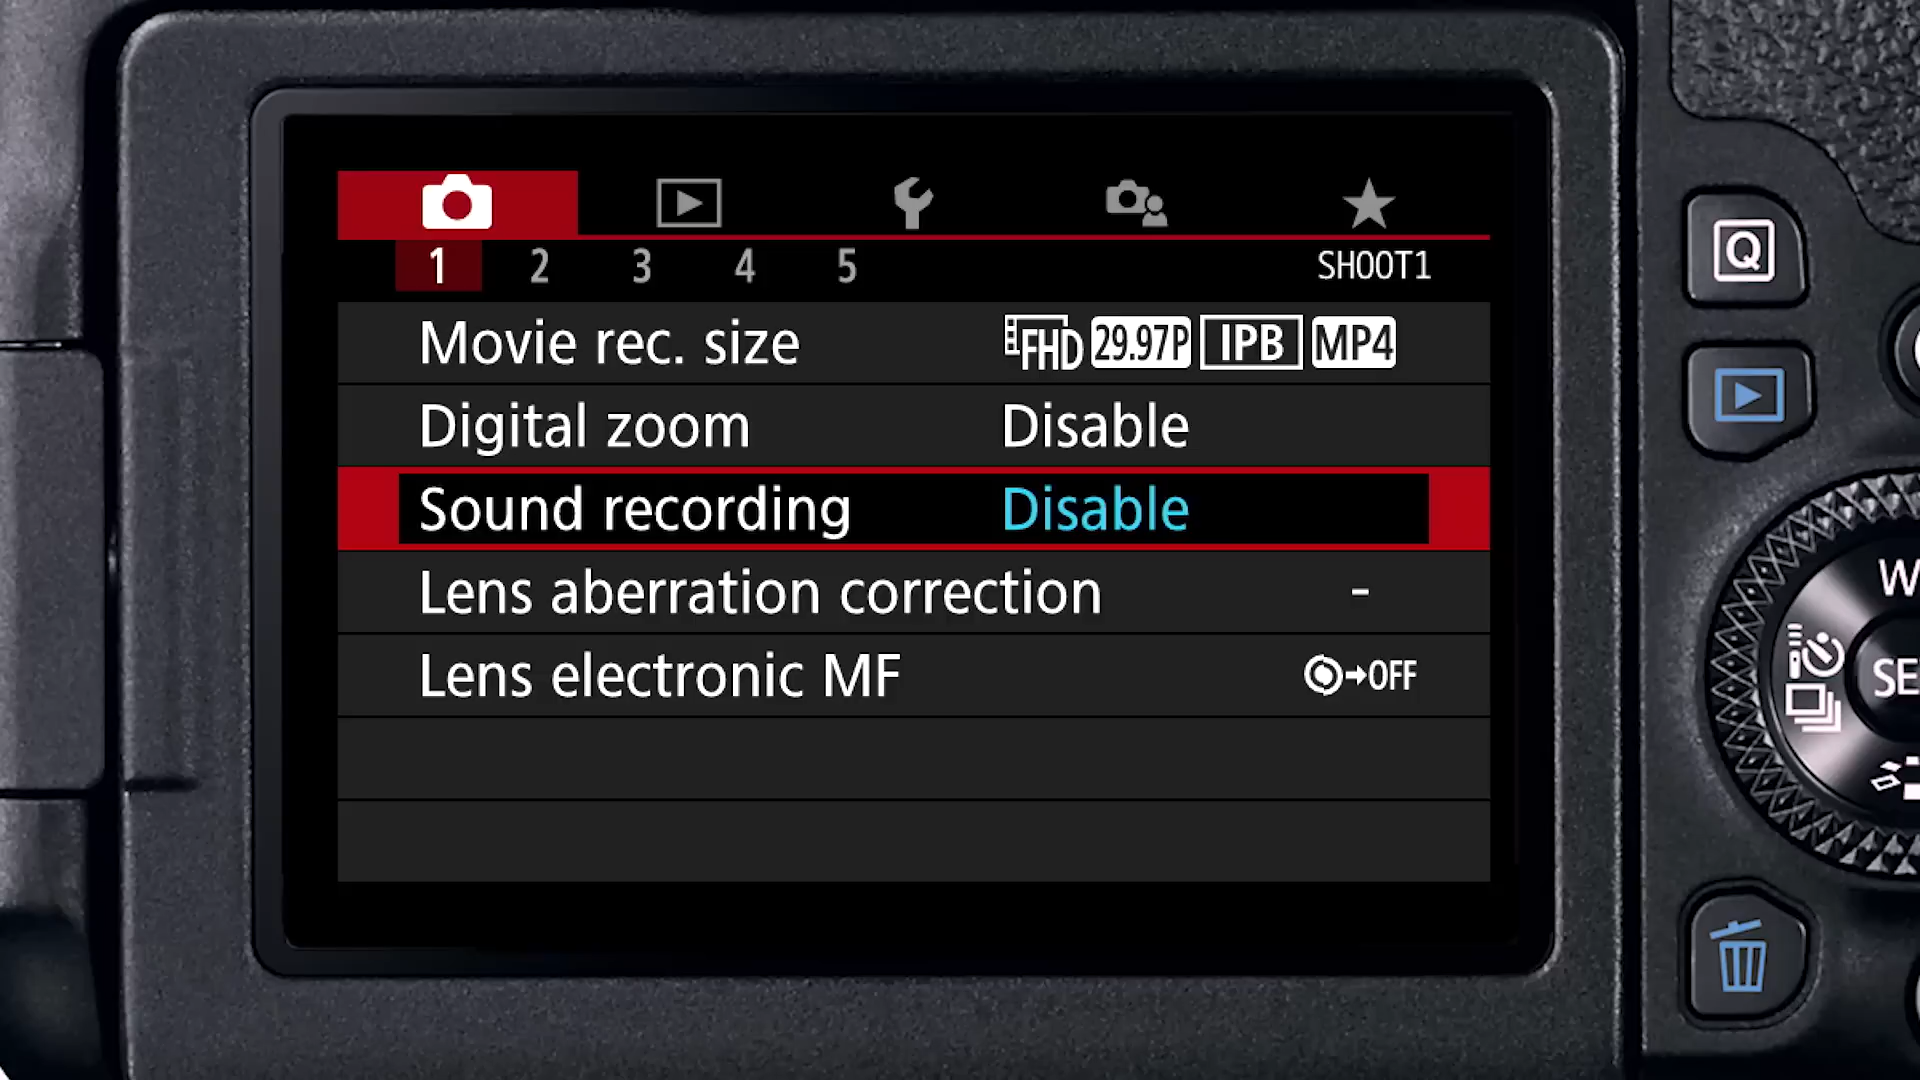 1 2 3 4 5 SHOOT1
Movie rec. size FHD 29.97P IPB MP4
Digital zoom Disable
Sound recording Disable
Lens aberration correction -
Lens electronic MF →OFF
Q